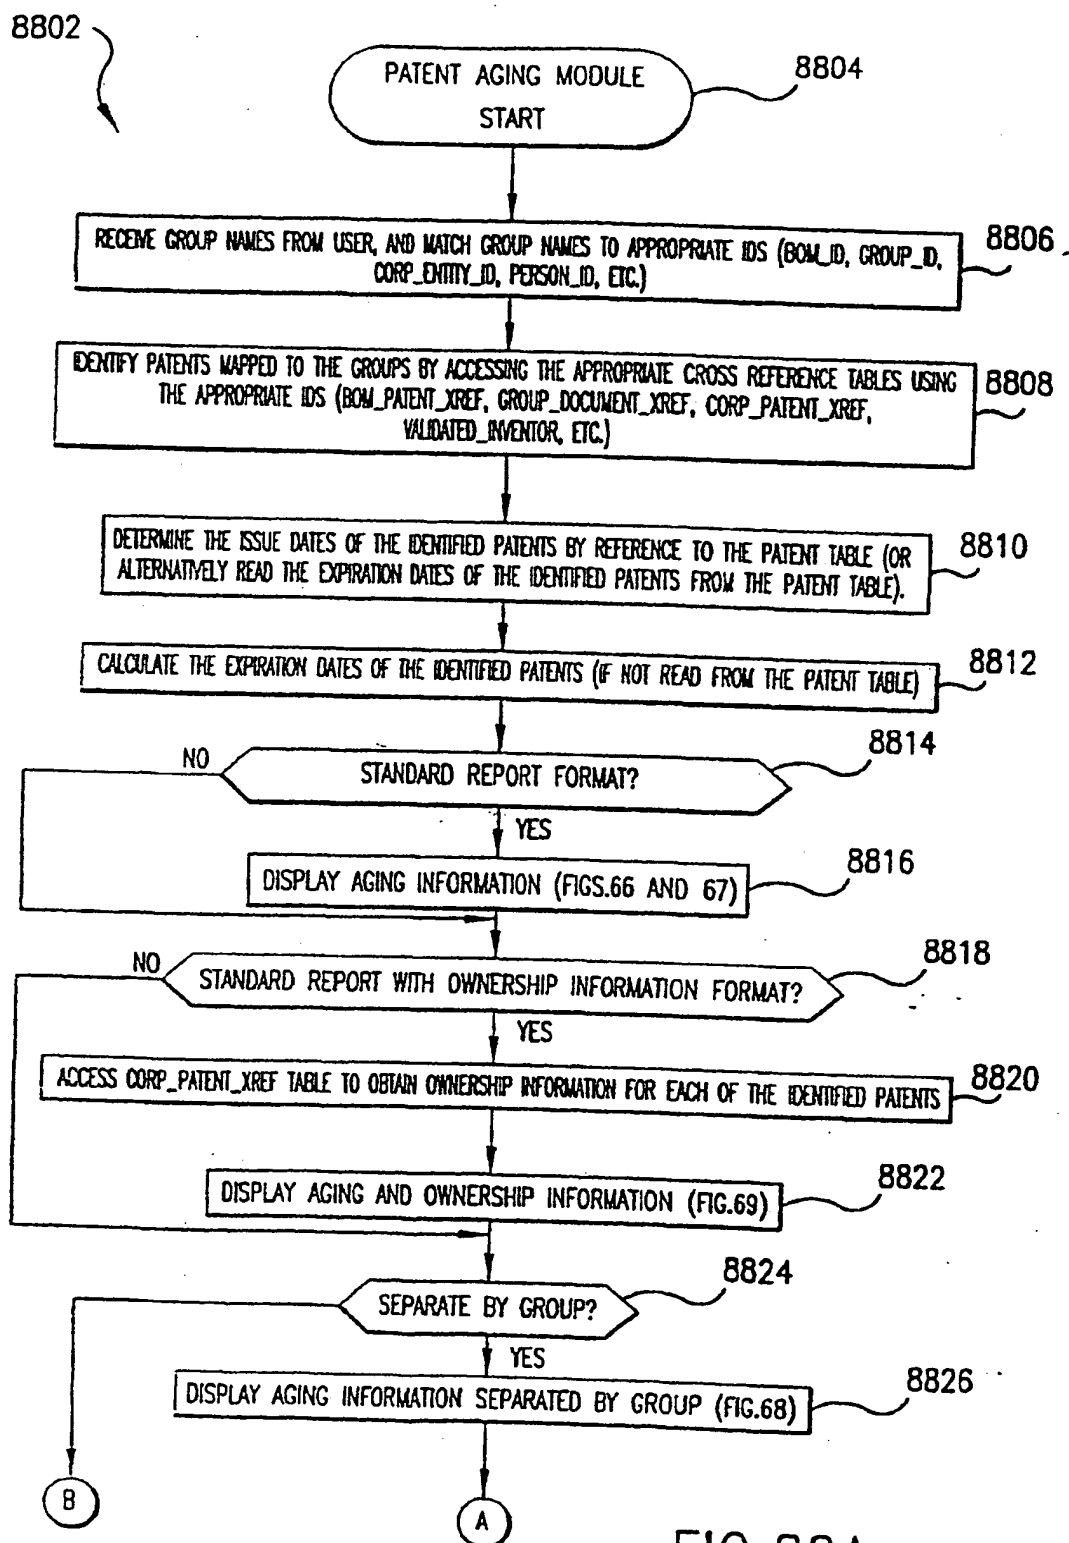 8802
PATENT AGING MODULE
START
8804
RECEIVE GROUP NAMES FROM USER, AND MATCH GROUP NAMES TO APPROPRIATE IDS (BOM_ID, GROUP_ID,
CORP_ENTITY_ID, PERSON_ID, ETC.)
8806
IDENTIFY PATENTS MAPPED TO THE GROUPS BY ACCESSING THE APPROPRIATE CROSS REFERENCE TABLES USING
THE APPROPRIATE IDS (BOM_PATENT_XREF, GROUP_DOCUMENT_XREF, CORP_PATENT_XREF,
VALIDATED_INVENTOR, ETC.)
8808
DETERMINE THE ISSUE DATES OF THE IDENTIFIED PATENTS BY REFERENCE TO THE PATENT TABLE (OR
ALTERNATIVELY READ THE EXPIRATION DATES OF THE IDENTIFIED PATENTS FROM THE PATENT TABLE).
8810
CALCULATE THE EXPIRATION DATES OF THE IDENTIFIED PATENTS (IF NOT READ FROM THE PATENT TABLE)
8812
NO
STANDARD REPORT FORMAT?
8814
YES
DISPLAY AGING INFORMATION (FIGS.66 AND 67)
8816
NO
STANDARD REPORT WITH OWNERSHIP INFORMATION FORMAT?
8818
YES
ACCESS CORP_PATENT_XREF TABLE TO OBTAIN OWNERSHIP INFORMATION FOR EACH OF THE IDENTIFIED PATENTS
8820
DISPLAY AGING AND OWNERSHIP INFORMATION (FIG.69)
8822
SEPARATE BY GROUP?
8824
YES
DISPLAY AGING INFORMATION SEPARATED BY GROUP (FIG.68)
8826
B
A